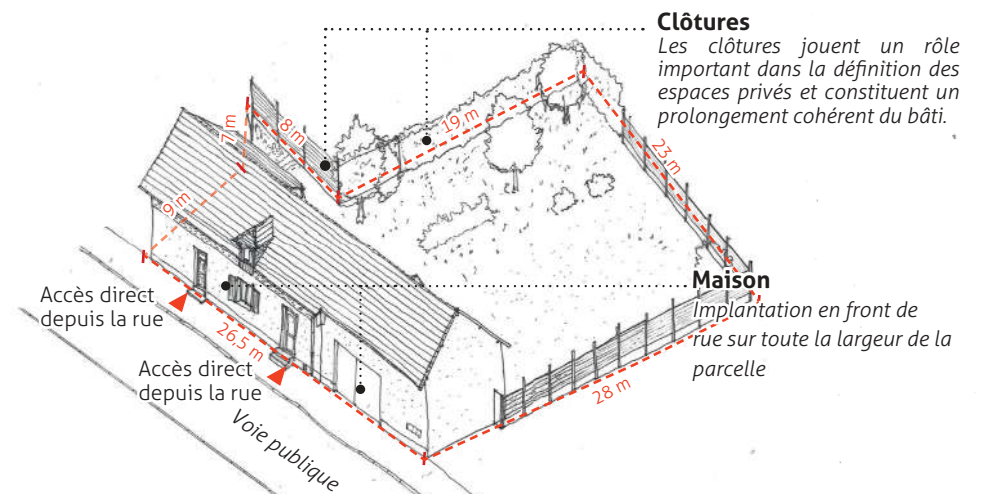 Clôtures
Les clôtures jouent un rôle
important dans la définition des
espaces privés et constituent un
prolongement cohérent du bâti.
19 m
8 m
7 m
23 m
9 m
Maison
Implantation en front de
rue sur toute la largeur de la
parcelle
Accès direct
depuis la rue
26,5 m
Accès direct
depuis la rue
28 m
Voie publique